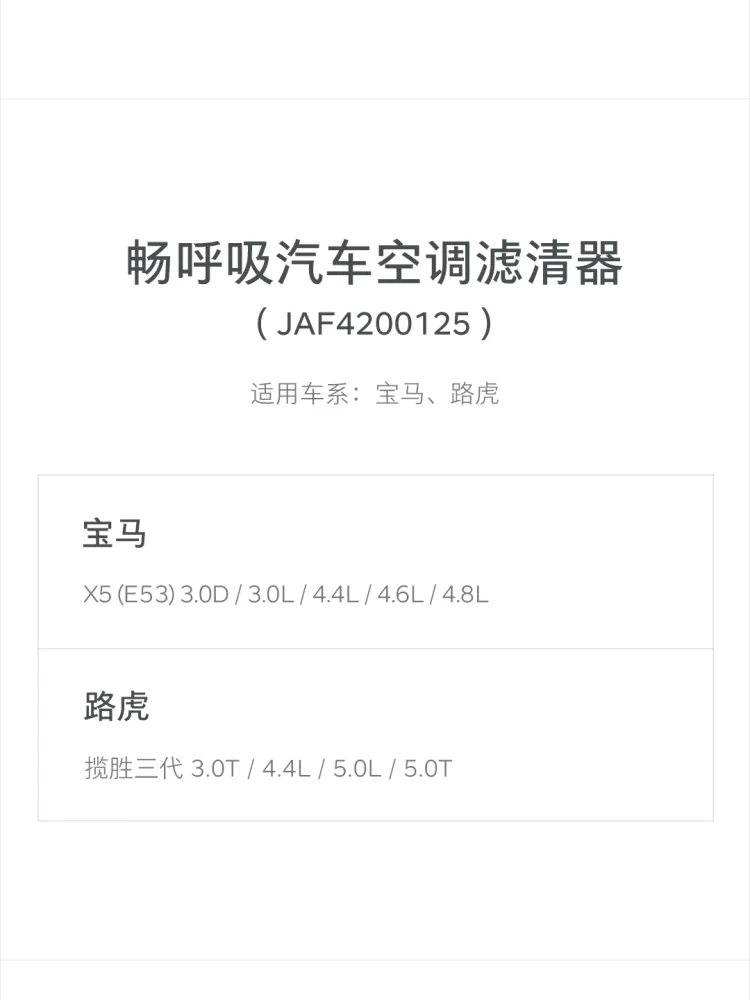 畅呼吸汽车空调滤清器
( JAF4200125 )
适用车系：宝马、路虎
宝马
X5 (E53) 3.0D / 3.0L / 4.4L / 4.6L / 4.8L
路虎
揽胜三代 3.0T / 4.4L / 5.0L / 5.0T